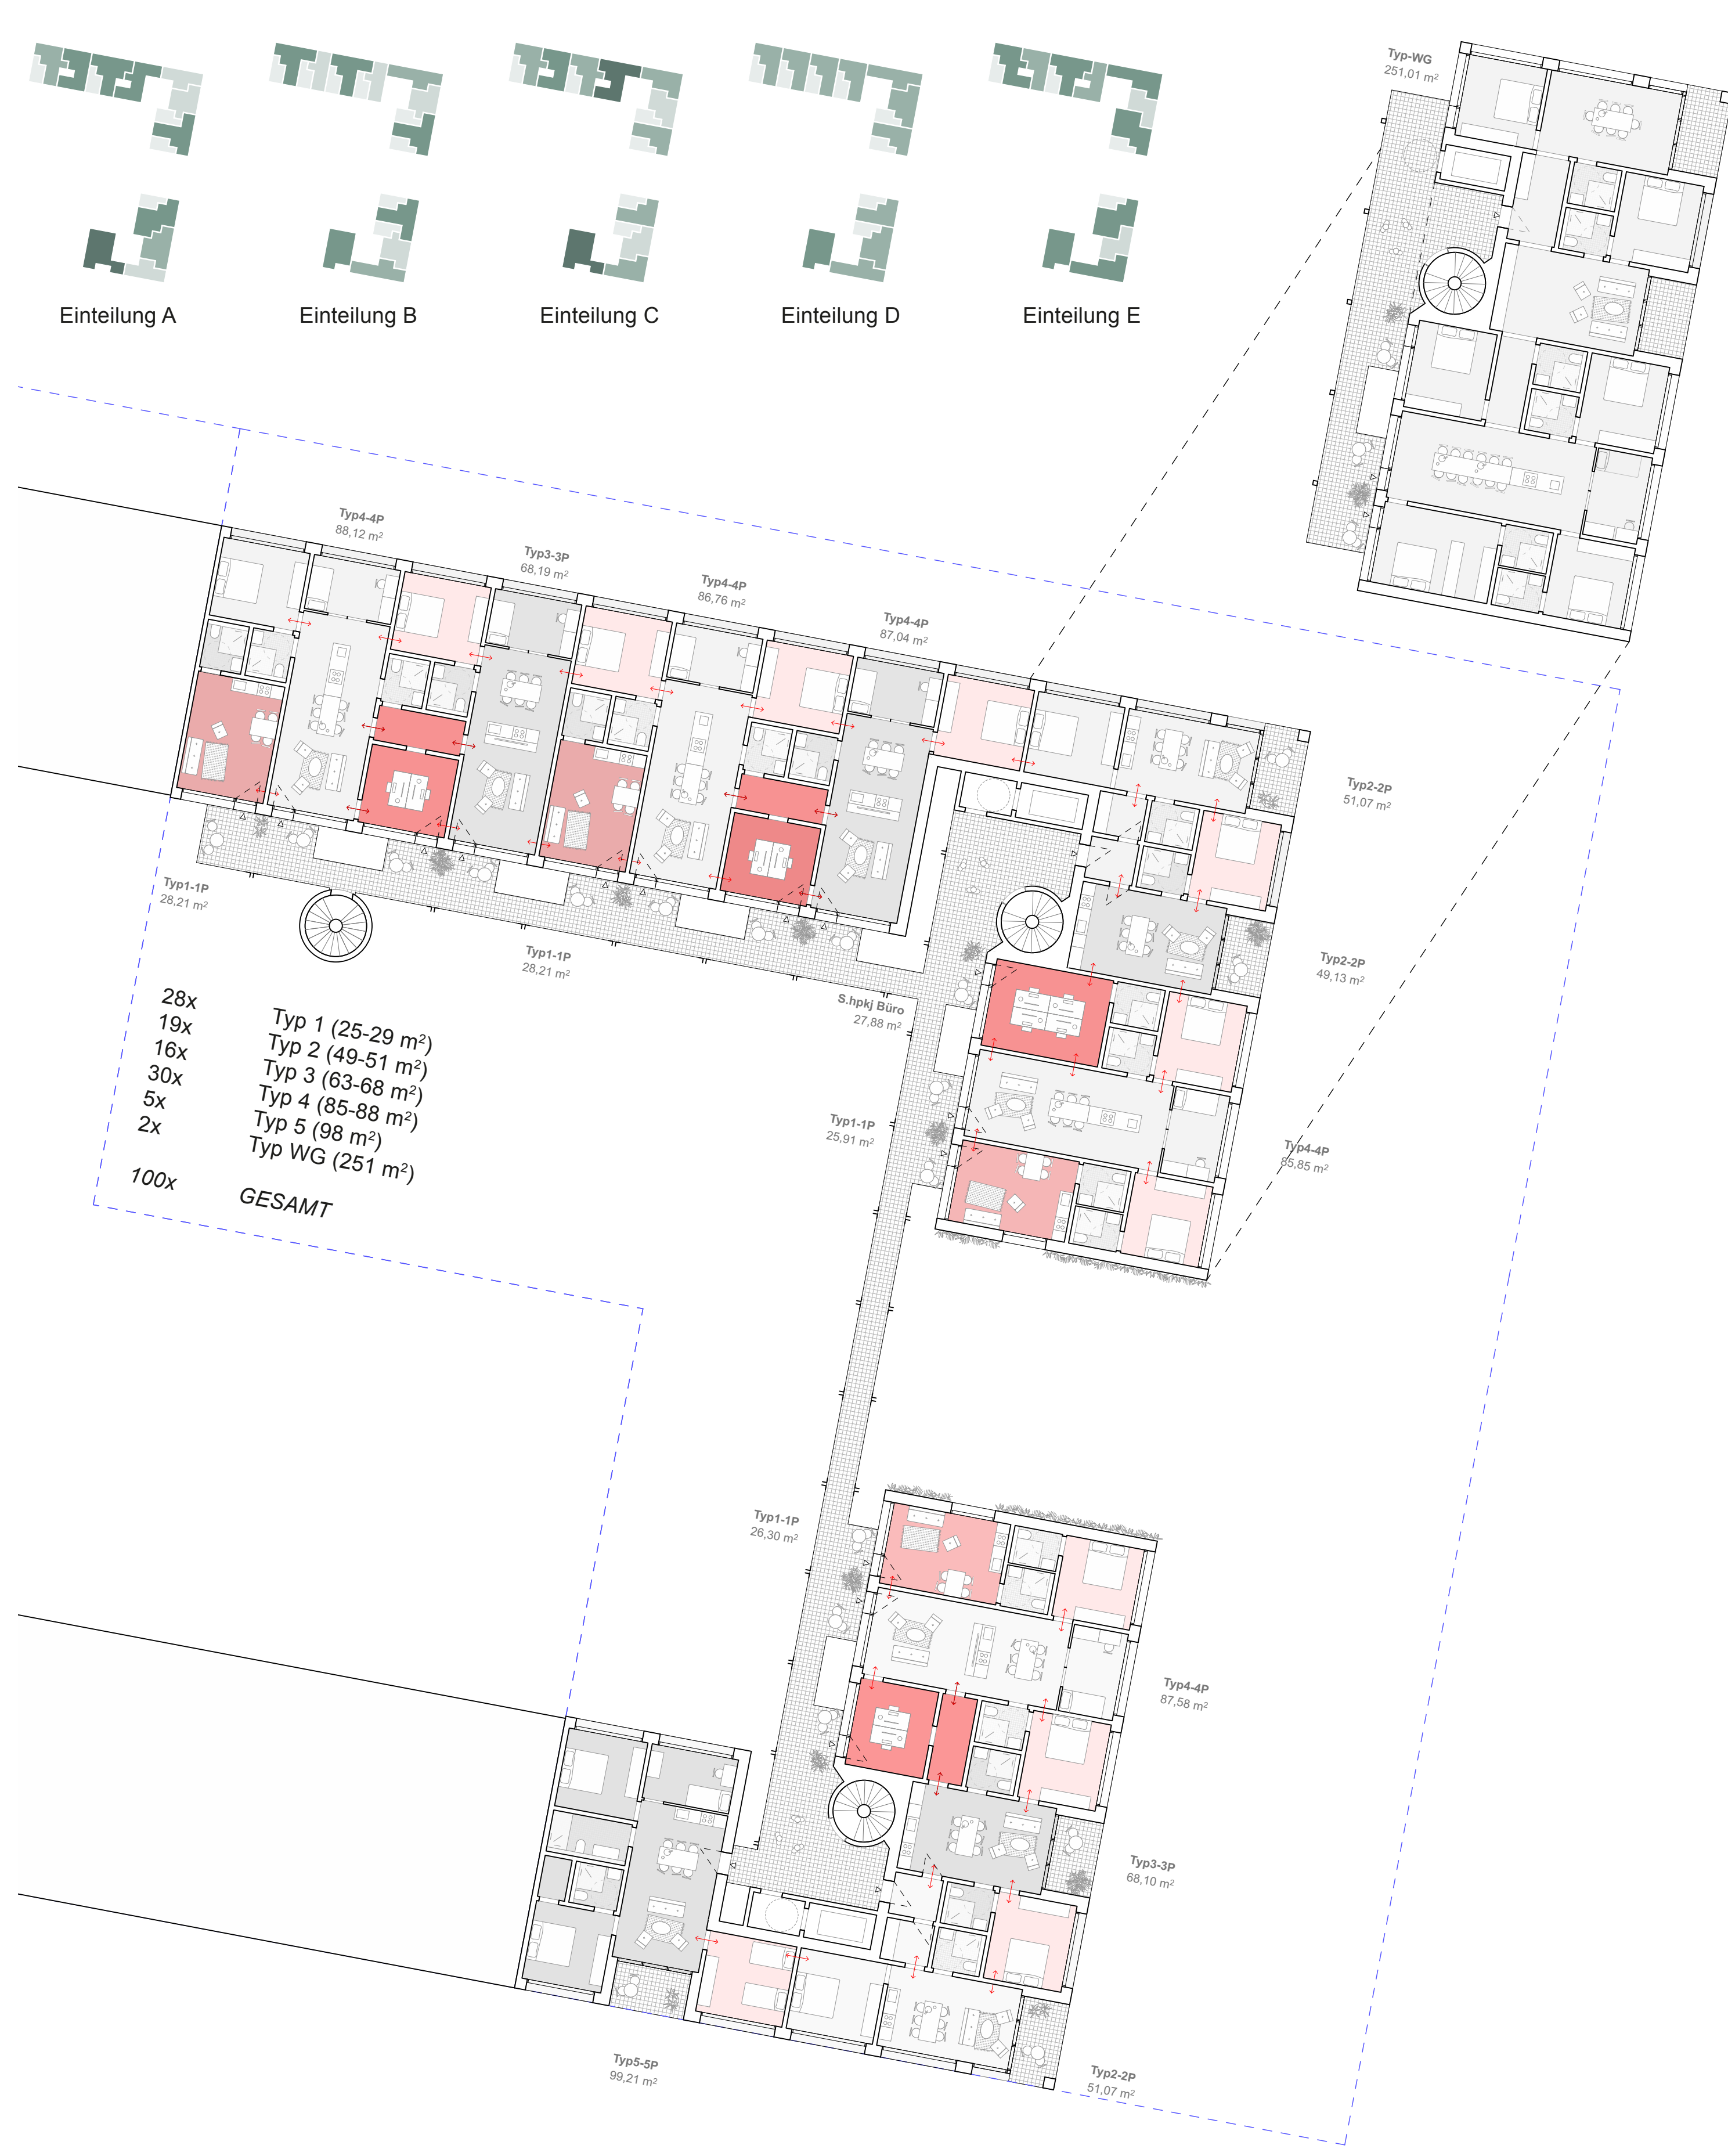 Typ-WG
251,01 m²
Einteilung A
Einteilung B
Einteilung C
Einteilung D
Einteilung E
Typ4-4P
88,12 m²
Typ3-3P
68,19 m²
Typ4-4P
86,76 m²
Typ4-4P
87,04 m²
Typ2-2P
51,07 m²
Typ1-1P
28,21 m²
Typ1-1P
28,21 m²
Typ2-2P
49,13 m²
S.hpkj Büro
27,88 m²
28x Typ 1 (25-29 m²)
19x Typ 2 (49-51 m²)
16x Typ 3 (63-68 m²)
30x Typ 4 (85-88 m²)
5x Typ 5 (98 m²)
2x Typ WG (251 m²)
100x GESAMT
Typ1-1P
25,91 m²
Typ4-4P
85,85 m²
Typ1-1P
26,30 m²
Typ4-4P
87,58 m²
Typ3-3P
68,10 m²
Typ5-5P
99,21 m²
Typ2-2P
51,07 m²